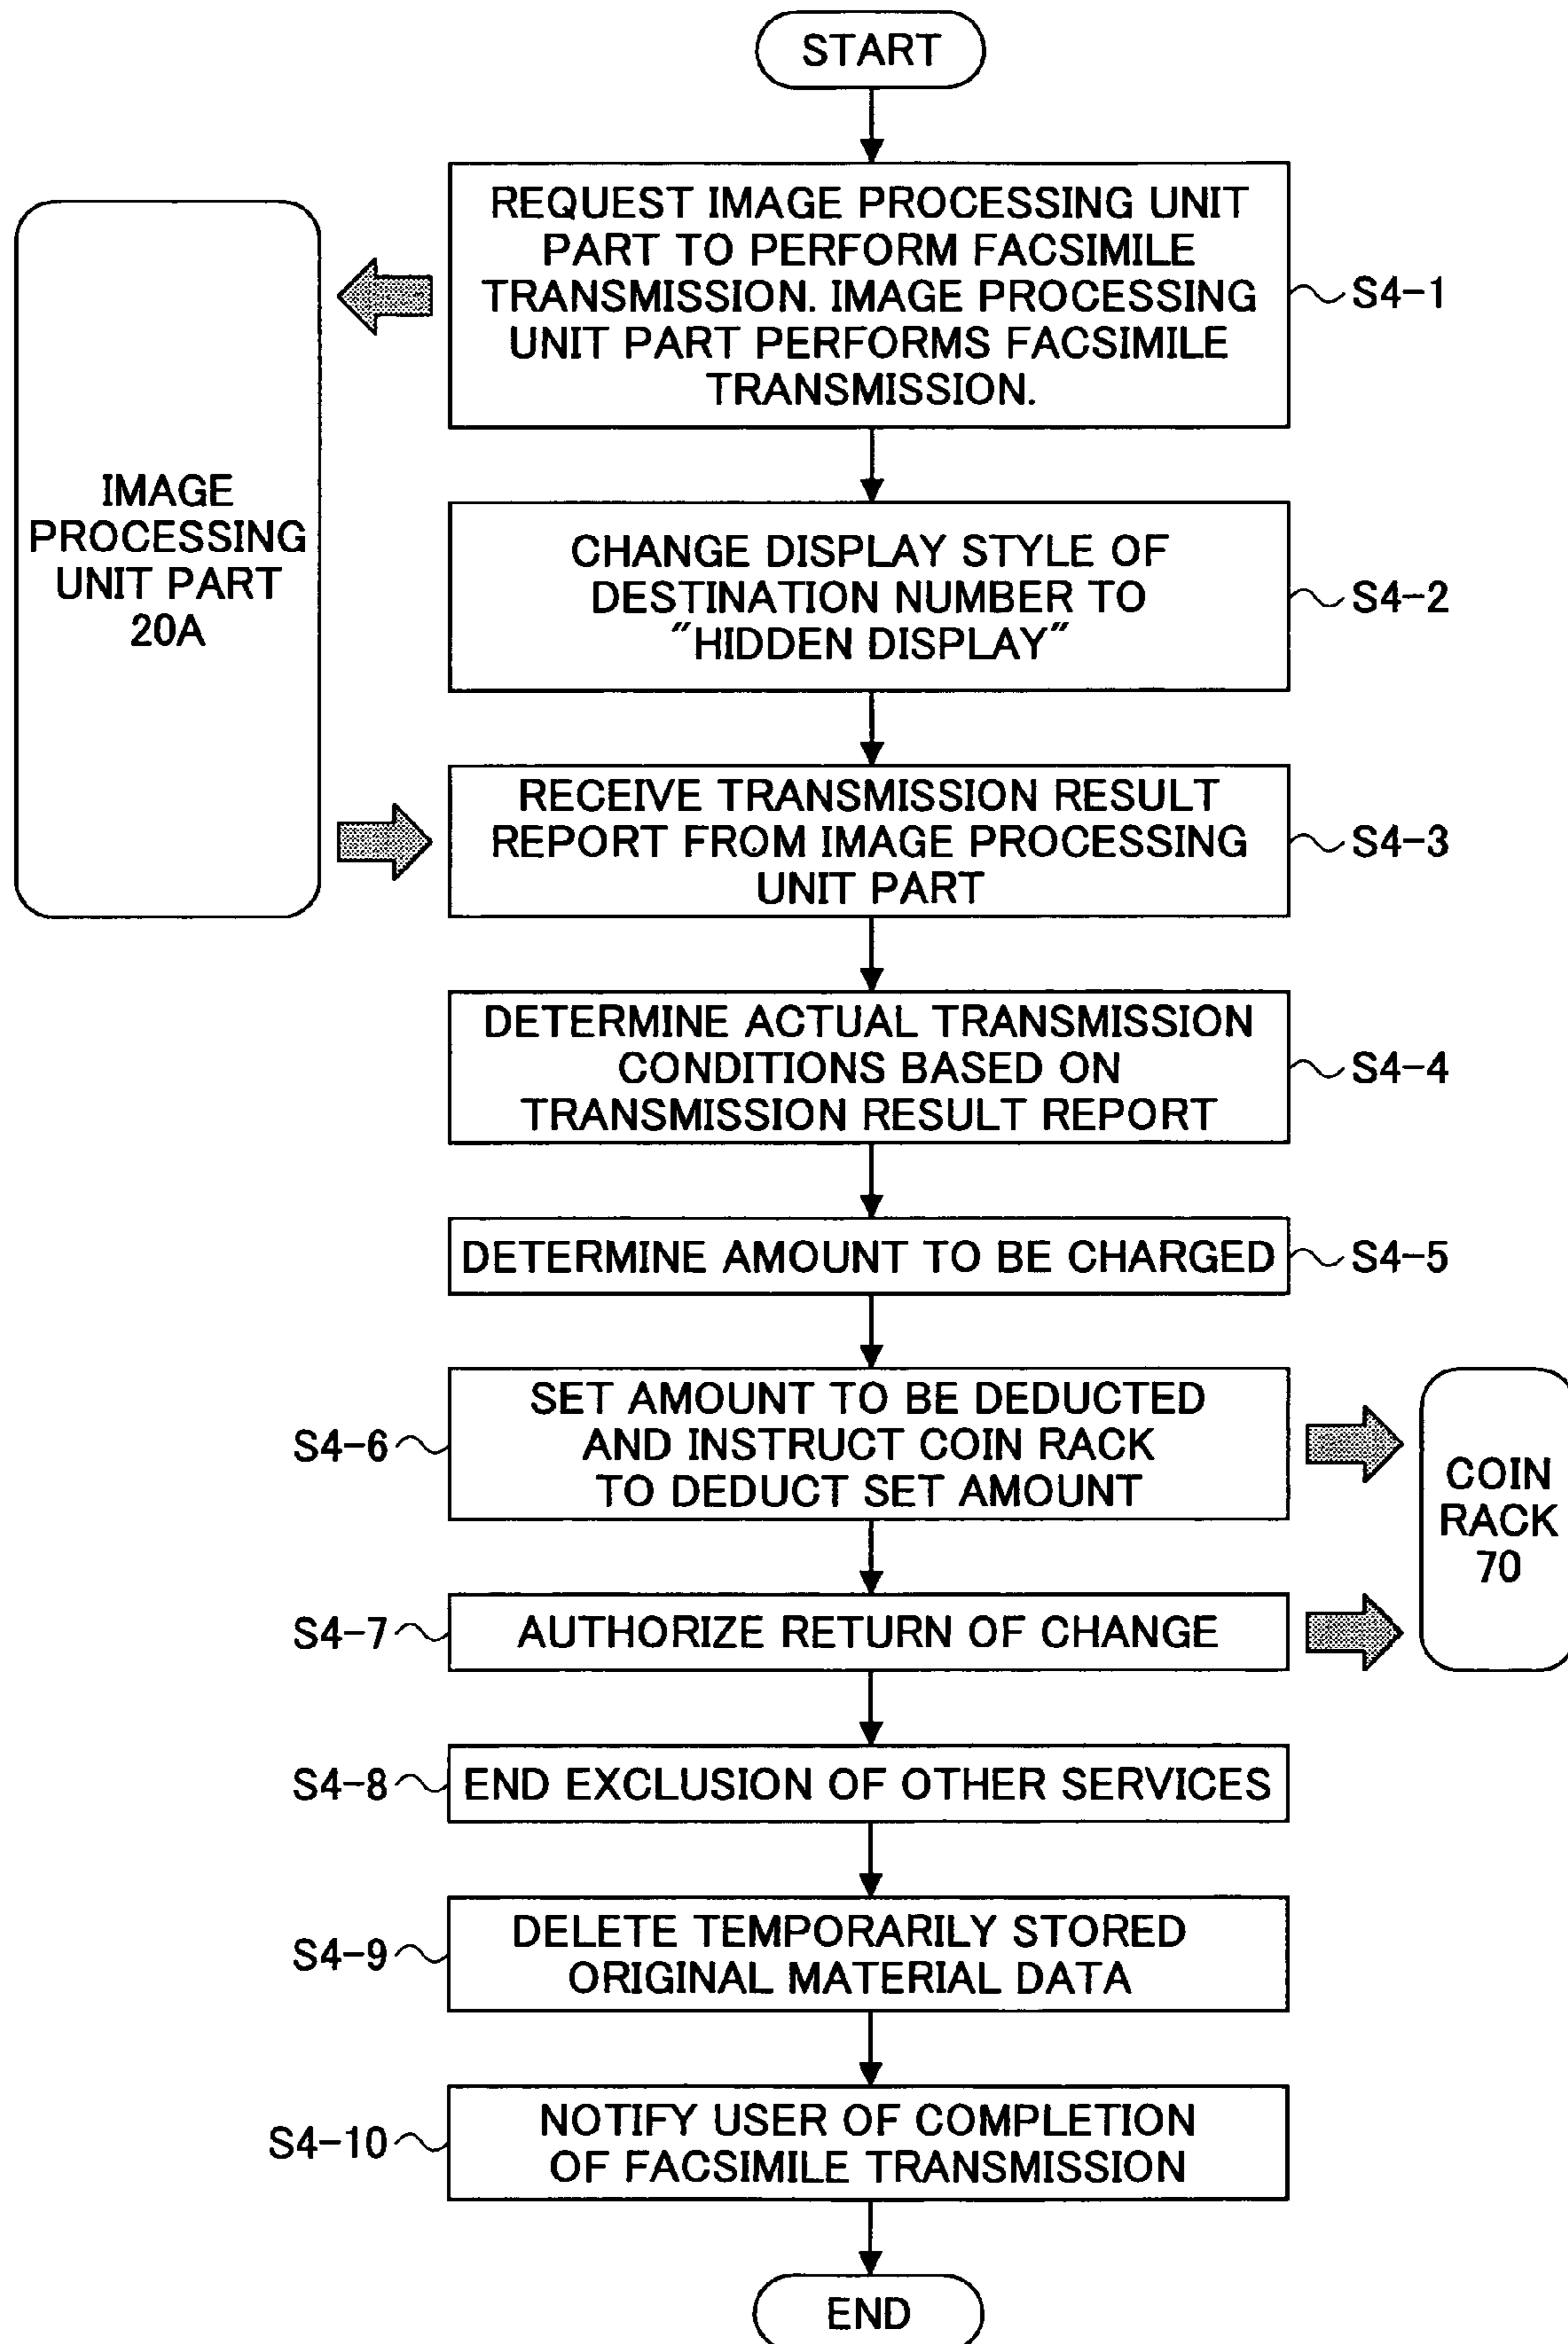 START
REQUEST IMAGE PROCESSING UNIT
PART TO PERFORM FACSIMILE
TRANSMISSION. IMAGE PROCESSING
UNIT PART PERFORMS FACSIMILE
TRANSMISSION.
S4-1
IMAGE
PROCESSING
UNIT PART
20A
CHANGE DISPLAY STYLE OF
DESTINATION NUMBER TO
"HIDDEN DISPLAY"
S4-2
RECEIVE TRANSMISSION RESULT
REPORT FROM IMAGE PROCESSING
UNIT PART
S4-3
DETERMINE ACTUAL TRANSMISSION
CONDITIONS BASED ON
TRANSMISSION RESULT REPORT
S4-4
DETERMINE AMOUNT TO BE CHARGED
S4-5
S4-6
SET AMOUNT TO BE DEDUCTED
AND INSTRUCT COIN RACK
TO DEDUCT SET AMOUNT
COIN
RACK
70
S4-7
AUTHORIZE RETURN OF CHANGE
S4-8
END EXCLUSION OF OTHER SERVICES
S4-9
DELETE TEMPORARILY STORED
ORIGINAL MATERIAL DATA
S4-10
NOTIFY USER OF COMPLETION
OF FACSIMILE TRANSMISSION
END